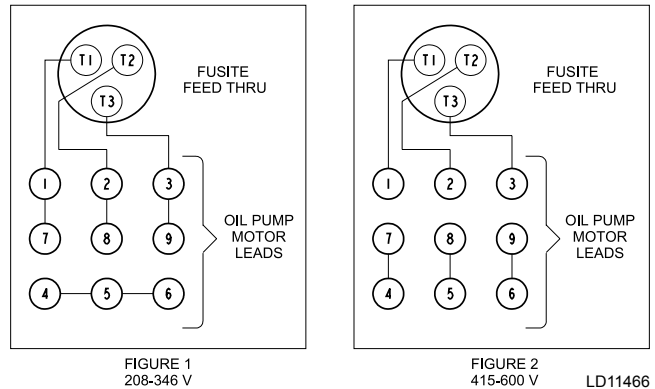 T1 T2
T3
FUSITE
FEED THRU
1 2 3
7 8 9
4 5 6
OIL PUMP
MOTOR
LEADS
FIGURE 1
208-346 V
T1 T2
T3
FUSITE
FEED THRU
1 2 3
7 8 9
4 5 6
OIL PUMP
MOTOR
LEADS
FIGURE 2
415-600 V
LD11466